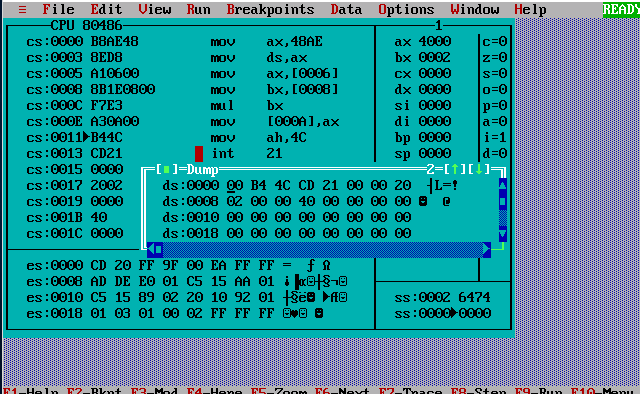 ≡ File Edit View Run Breakpoints Data Options Window Help READY
CPU 80486 1
cs:0000 B8AE48 mov ax,48AE ax 4000 c=0
cs:0003 8ED8 mov ds,ax bx 0002 z=0
cs:0005 A10600 mov ax,[0006] cx 0000 s=0
cs:0008 8B1E0800 mov bx,[0008] dx 0000 o=0
cs:000C F7E3 mul bx si 0000 p=0
cs:000E A30A00 mov [000A],ax di 0000 a=0
cs:0011▶B44C mov ah,4C bp 0000 i=1
cs:0013 CD21 int 21 sp 0000 d=0
cs:0015 0000
cs:0017 2002
cs:0019 0000
cs:001B 40
cs:001C 0000
[■]=Dump 2=[↑][↓]
ds:0000 00 B4 4C CD 21 00 00 20 ┤L=!
ds:0008 02 00 00 40 00 00 00 00 ☻ @
ds:0010 00 00 00 00 00 00 00 00
ds:0018 00 00 00 00 00 00 00 00
es:0000 CD 20 FF 9F 00 EA FF FF = ƒ Ω
es:0008 AD DE E0 01 C5 15 AA 01 ¡▐α☺┼§¬☺
es:0010 C5 15 89 02 20 10 92 01 ┼§ë☻ ►Æ☺
es:0018 01 03 01 00 02 FF FF FF ☺♥☺ ☻
ss:0002 6474
ss:0000▶0000
F1-Help F2-Bkpt F3-Mod F4-Here F5-Zoom F6-Next F7-Trace F8-Step F9-Run F10-Menu